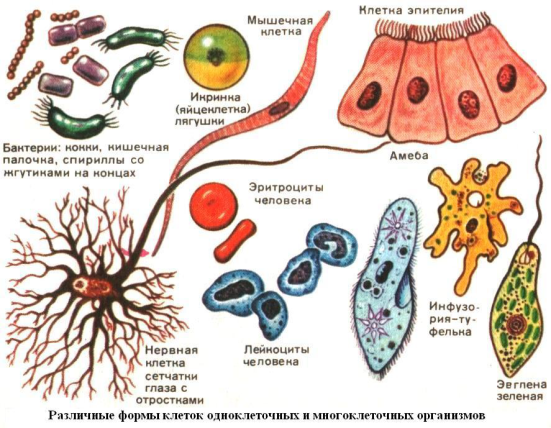 Мышечная
клетка
Клетка эпителия
Икринка
(яйцеклетка)
лягушки
Бактерии: кокки, кишечная
палочка, спириллы со
жгутиками на концах
Амеба
Эритроциты
человека
Инфузо-
рия-ту-
фелька
Лейкоциты
человека
Нервная
клетка
сетчатки
глаза с
отростками
Эвглена
зеленая
Различные формы клеток одноклеточных и многоклеточных организмов